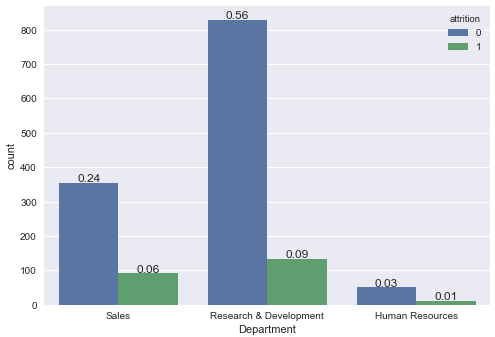 0.56
attrition
0
1
800
700
600
500
400
300
200
100
0
count
0.24
0.06
0.09
0.03
0.01
Sales
Research & Development
Human Resources
Department